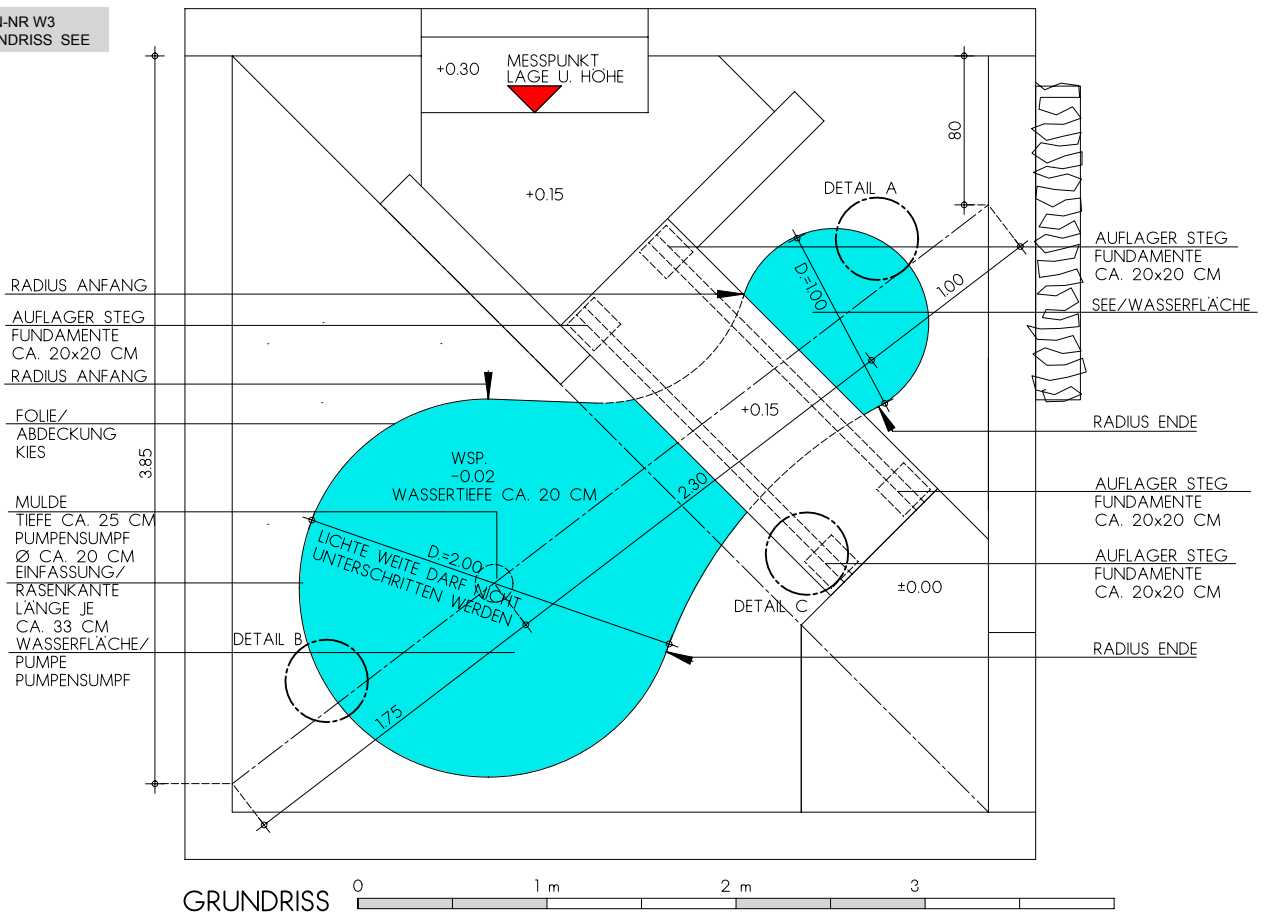 N-NR W3
NDRISS SEE
+0.30
MESSPUNKT
LAGE U. HÖHE
80
+0.15
DETAIL A
AUFLAGER STEG
FUNDAMENTE
CA. 20x20 CM
RADIUS ANFANG
D.=1.00
1.00
SEE/WASSERFLÄCHE
AUFLAGER STEG
FUNDAMENTE
CA. 20x20 CM
RADIUS ANFANG
+0.15
FOLIE/
ABDECKUNG
KIES
RADIUS ENDE
3.85
WSP.
-0.02
WASSERTIEFE CA. 20 CM
2.30
AUFLAGER STEG
FUNDAMENTE
CA. 20x20 CM
MULDE
TIEFE CA. 25 CM
PUMPENSUMPF
Ø CA. 20 CM
D.=2.00
LICHTE WEITE DARF NICHT
UNTERSCHRITTEN WERDEN
AUFLAGER STEG
FUNDAMENTE
CA. 20x20 CM
EINFASSUNG/
RASENKANTE
LÄNGE JE
CA. 33 CM
±0.00
DETAIL C
DETAIL B
WASSERFLÄCHE/
PUMPE
PUMPENSUMPF
RADIUS ENDE
1.75
GRUNDRISS
0
1 m
2 m
3